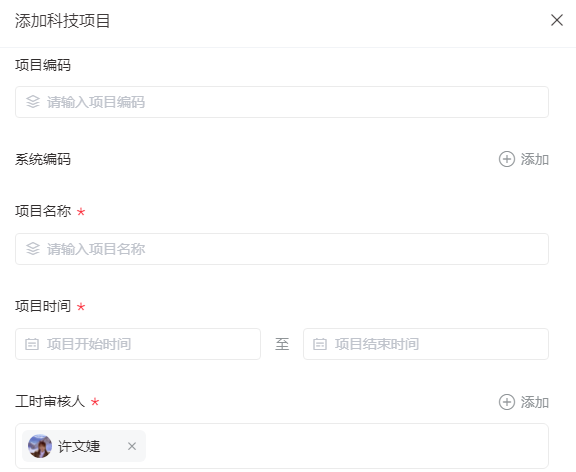 添加科技项目
项目编码
请输入项目编码
系统编码 添加
项目名称 *
请输入项目名称
项目时间 *
项目开始时间 至 项目结束时间
工时审核人 * 添加
许文婕